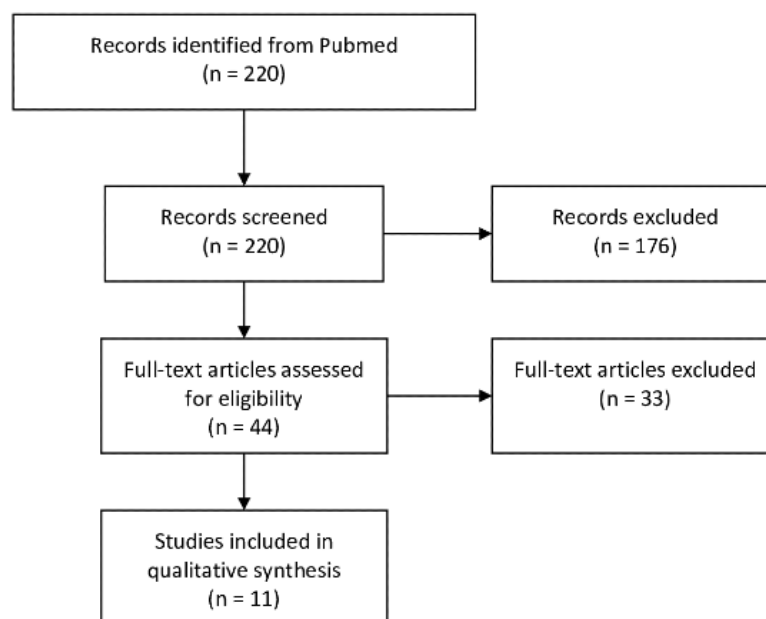 Records identified from Pubmed
(n = 220)
Records screened
(n = 220)
Records excluded
(n = 176)
Full-text articles assessed
for eligibility
(n = 44)
Full-text articles excluded
(n = 33)
Studies included in
qualitative synthesis
(n = 11)